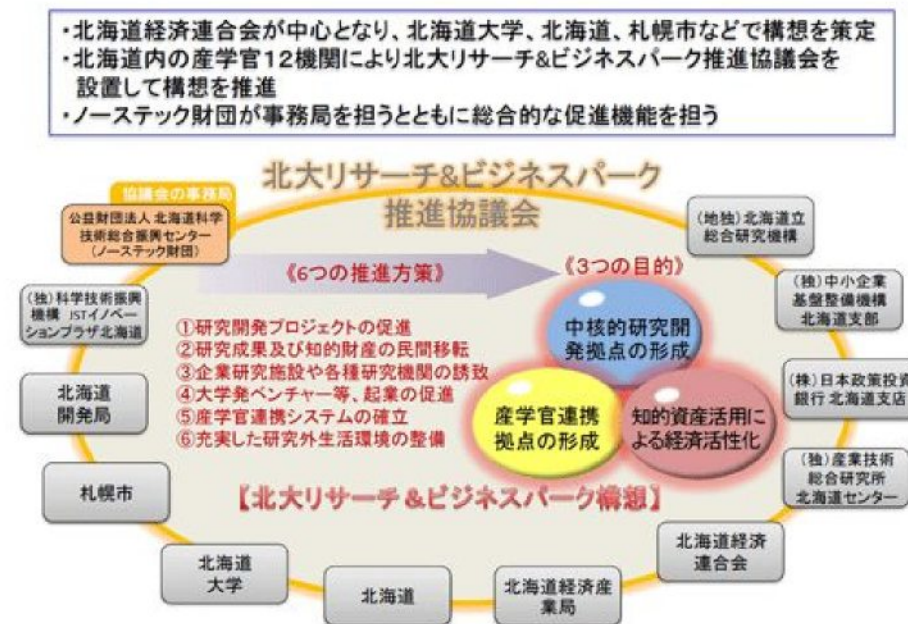 ・北海道経済連合会が中心となり、北海道大学、北海道、札幌市などで構想を策定
・北海道内の産学官12機関により北大リサーチ&ビジネスパーク推進協議会を
設置して構想を推進
・ノーステック財団が事務局を担うとともに総合的な促進機能を担う
北大リサーチ&ビジネスパーク
推進協議会
協議会の事務局
公益財団法人 北海道科学
技術総合振興センター
(ノーステック財団)
(地独)北海道立
総合研究機構
《6つの推進方策》
《3つの目的》
(独)科学技術振興
機構 JSTイノベー
ションプラザ北海道
(独)中小企業
基盤整備機構
北海道支部
①研究開発プロジェクトの促進
②研究成果及び知的財産の民間移転
③企業研究施設や各種研究機関の誘致
④大学発ベンチャー等、起業の促進
⑤産学官連携システムの確立
⑥充実した研究外生活環境の整備
中核的研究開
発拠点の形成
産学官連携
拠点の形成
知的資産活用に
よる経済活性化
北海道
開発局
(株)日本政策投資
銀行 北海道支店
札幌市
(独)産業技術
総合研究所
北海道センター
【北大リサーチ&ビジネスパーク構想】
北海道
大学
北海道
北海道経済産
業局
北海道経済
連合会